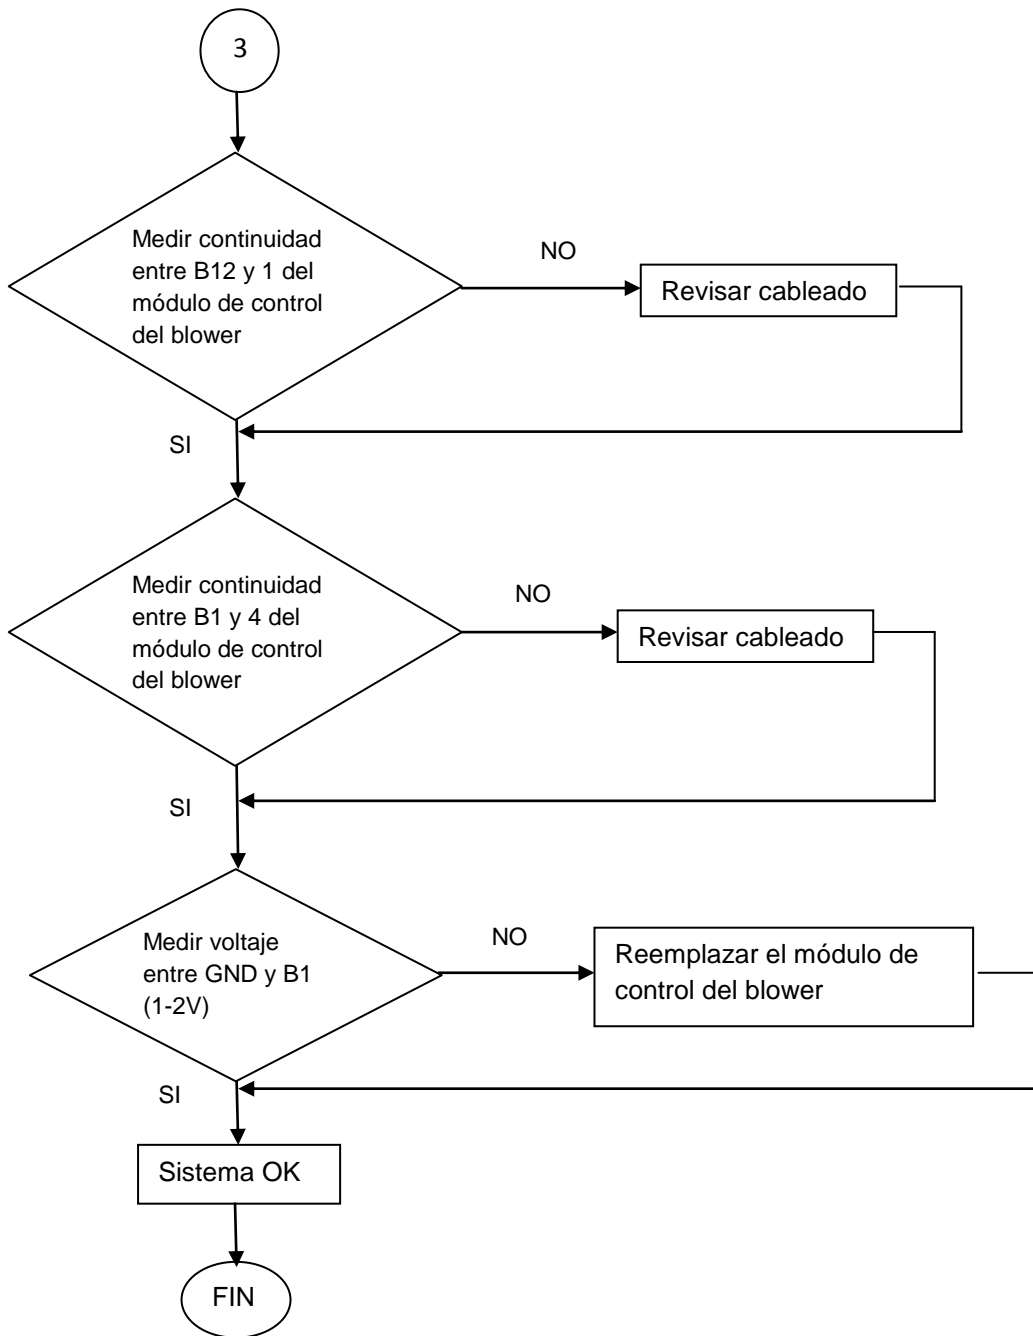 3
Medir continuidad
entre B12 y 1 del
módulo de control
del blower
NO
Revisar cableado
SI
Medir continuidad
entre B1 y 4 del
módulo de control
del blower
NO
Revisar cableado
SI
Medir voltaje
entre GND y B1
(1-2V)
NO
Reemplazar el módulo de
control del blower
SI
Sistema OK
FIN